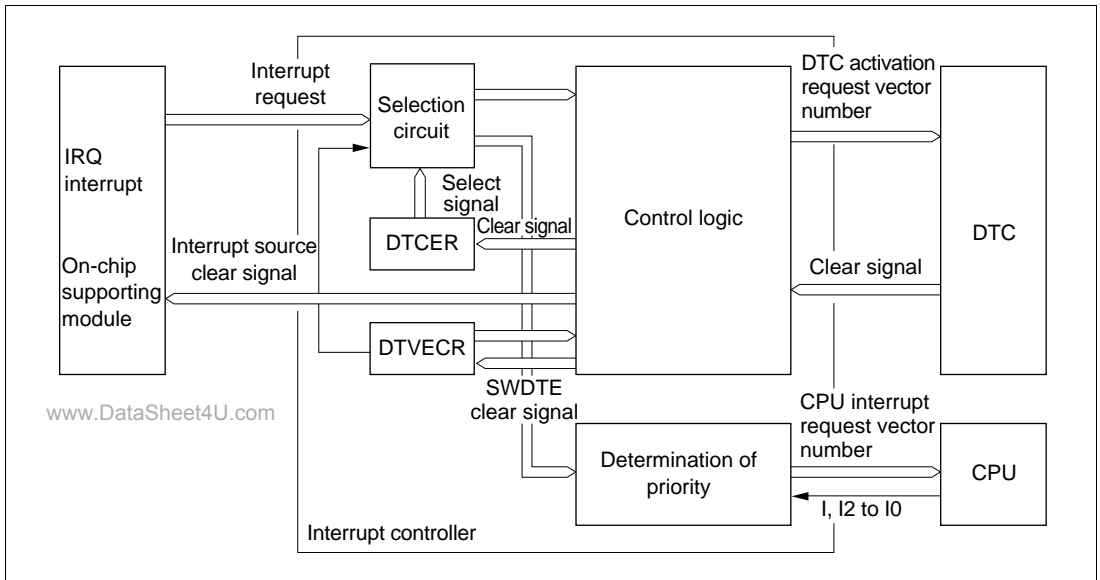 Interrupt
request
DTC activation
request vector
number
Selection
circuit
IRQ
interrupt
Select
signal
Control logic
DTC
DTCER
Clear signal
Interrupt source
clear signal
On-chip
supporting
module
Clear signal
DTVECR
SWDTE
clear signal
www.DataSheet4U.com
CPU interrupt
request vector
number
Determination of
priority
CPU
I, I2 to I0
Interrupt controller